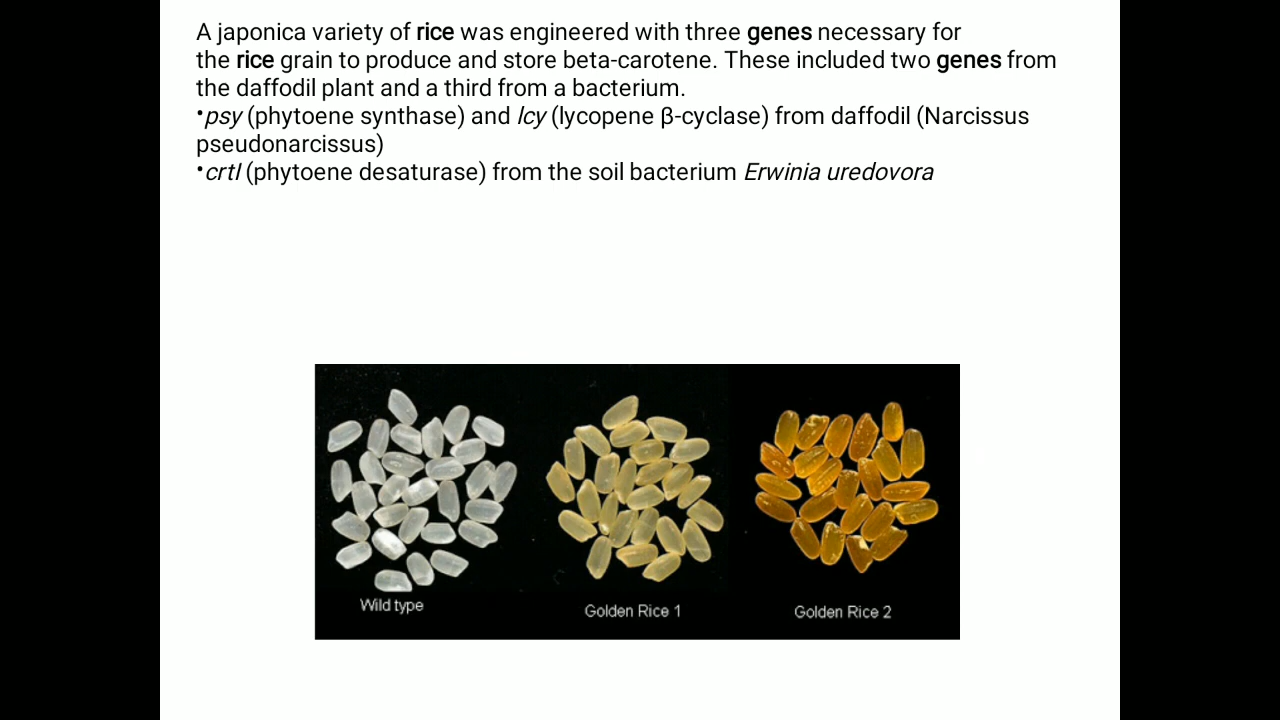 A japonica variety of rice was engineered with three genes necessary for
the rice grain to produce and store beta-carotene. These included two genes from
the daffodil plant and a third from a bacterium.
•psy (phytoene synthase) and lcy (lycopene β-cyclase) from daffodil (Narcissus
pseudonarcissus)
•crtI (phytoene desaturase) from the soil bacterium Erwinia uredovora
Wild type
Golden Rice 1
Golden Rice 2